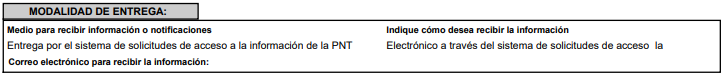 MODALIDAD DE ENTREGA:
Medio para recibir información o notificaciones
Indique cómo desea recibir la información
Entrega por el sistema de solicitudes de acceso a la información de la PNT
Electrónico a través del sistema de solicitudes de acceso la
Correo electrónico para recibir la información: